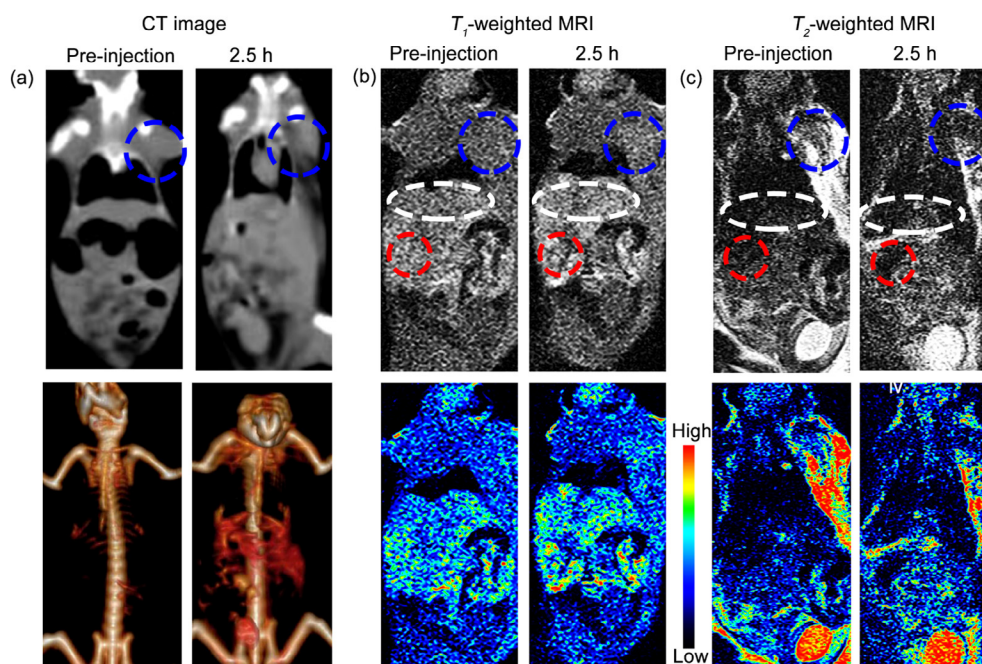 CT image
T₁-weighted MRI
T₂-weighted MRI
Pre-injection
2.5 h
Pre-injection
2.5 h
Pre-injection
2.5 h
(a)
(b)
(c)
High
Low